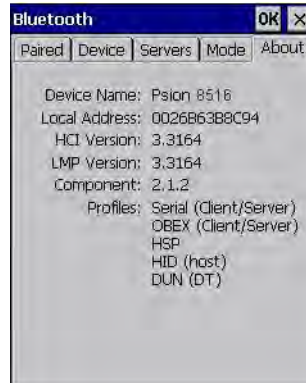 Bluetooth OK ×
Paired Device Servers Mode About
Device Name: Psion 8516
Local Address: 0026B63B8C94
HCI Version: 3.3164
LMP Version: 3.3164
Component: 2.1.2
Profiles: Serial (Client/Server)
OBEX (Client/Server)
HSP
HID (host)
DUN (DT)